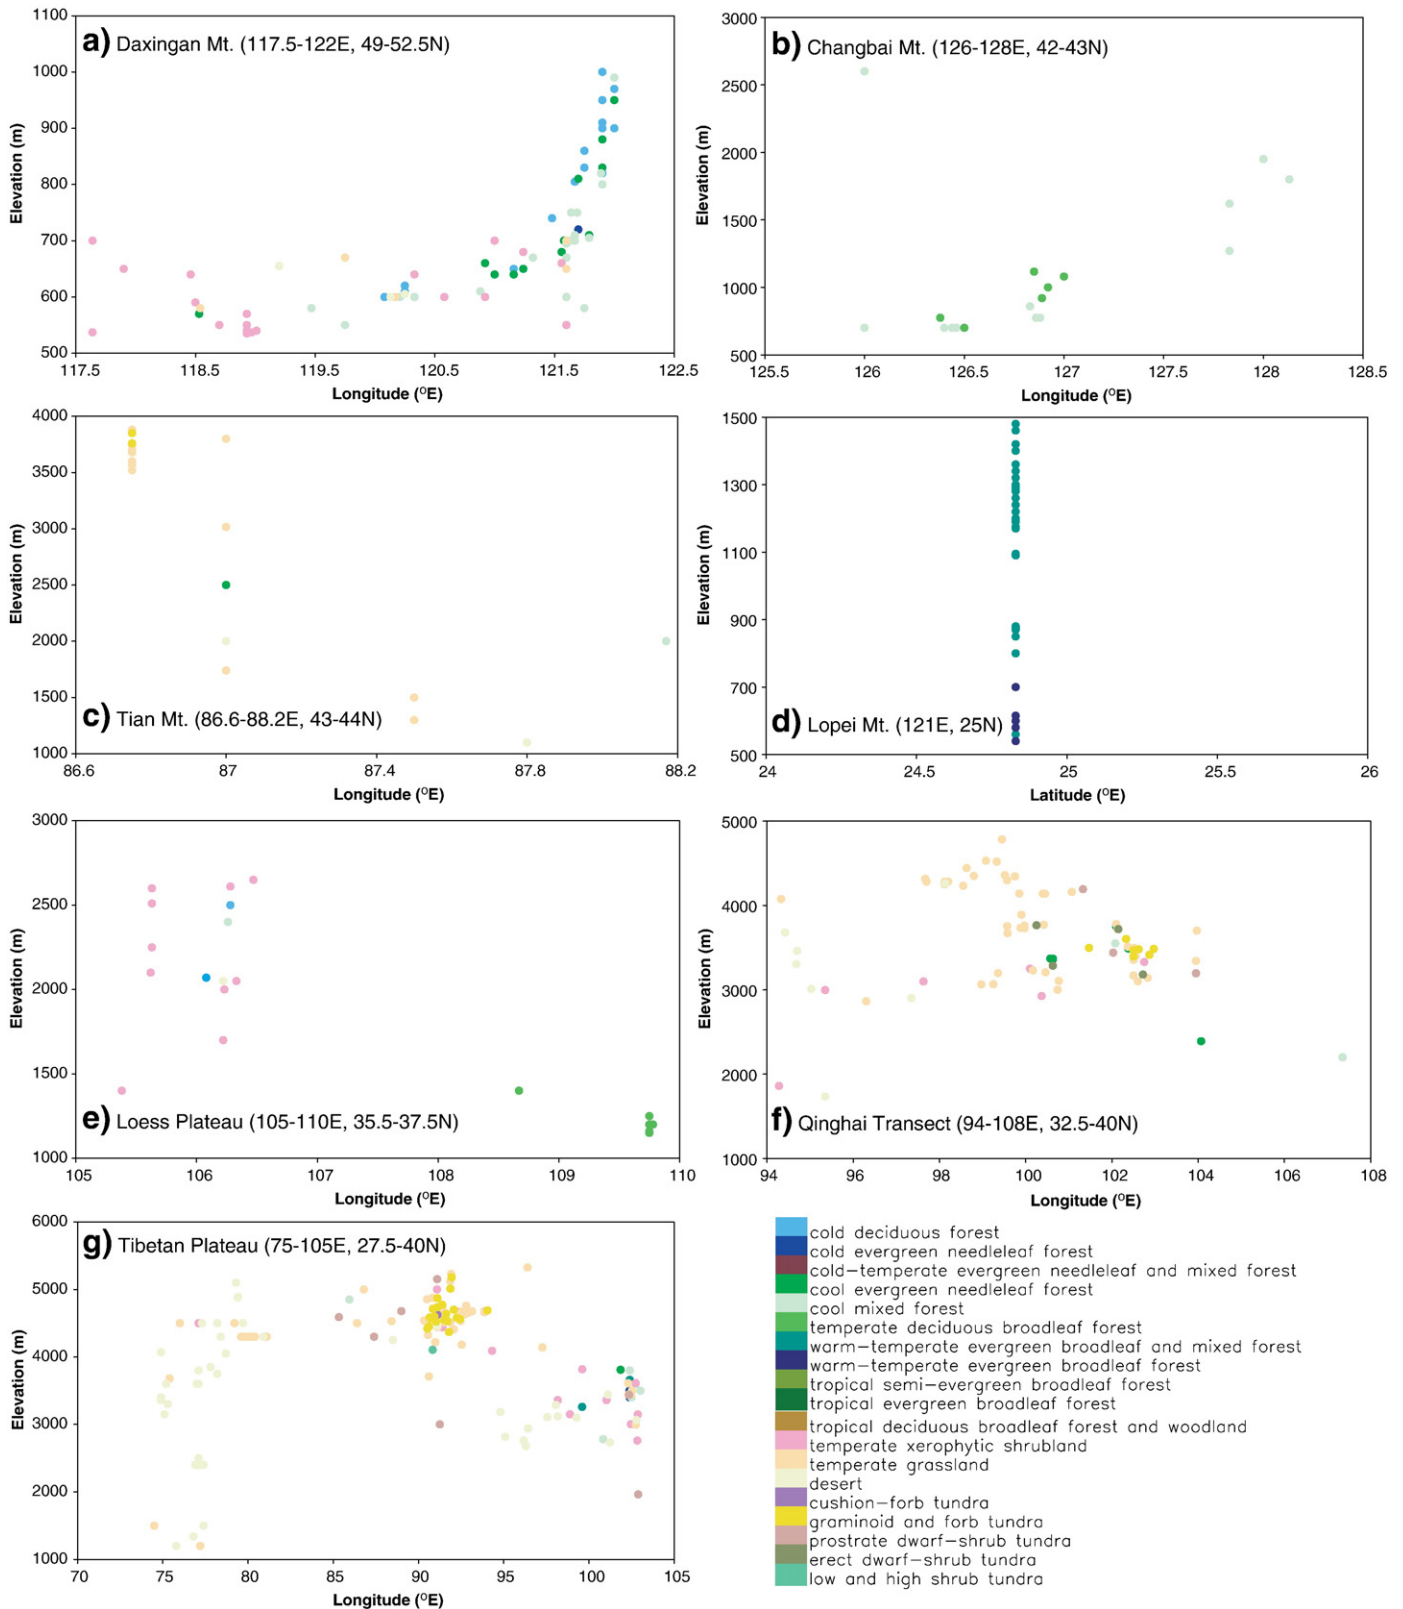 a) Daxingan Mt. (117.5-122E, 49-52.5N)
1100
1000
900
800
700
600
500
Elevation (m)
117.5 118.5 119.5 120.5 121.5 122.5
Longitude (°E)
b) Changbai Mt. (126-128E, 42-43N)
3000
2500
2000
1500
1000
500
Elevation (m)
125.5 126 126.5 127 127.5 128 128.5
Longitude (°E)
4000
3500
3000
2500
2000
1500
1000
Elevation (m)
c) Tian Mt. (86.6-88.2E, 43-44N)
86.6 87 87.4 87.8 88.2
Longitude (°E)
1500
1300
1100
900
700
500
Elevation (m)
d) Lopei Mt. (121E, 25N)
24 24.5 25 25.5 26
Latitude (°E)
3000
2500
2000
1500
1000
Elevation (m)
e) Loess Plateau (105-110E, 35.5-37.5N)
105 106 107 108 109 110
Longitude (°E)
5000
4000
3000
2000
1000
Elevation (m)
f) Qinghai Transect (94-108E, 32.5-40N)
94 96 98 100 102 104 106 108
Longitude (°E)
g) Tibetan Plateau (75-105E, 27.5-40N)
6000
5000
4000
3000
2000
1000
Elevation (m)
70 75 80 85 90 95 100 105
Longitude (°E)
cold deciduous forest
cold evergreen needleleaf forest
cold-temperate evergreen needleleaf and mixed forest
cool evergreen needleleaf forest
cool mixed forest
temperate deciduous broadleaf forest
warm-temperate evergreen broadleaf and mixed forest
warm-temperate evergreen broadleaf forest
tropical semi-evergreen broadleaf forest
tropical evergreen broadleaf forest
tropical deciduous broadleaf forest and woodland
temperate xerophytic shrubland
temperate grassland
desert
cushion-forb tundra
graminoid and forb tundra
prostrate dwarf-shrub tundra
erect dwarf-shrub tundra
low and high shrub tundra